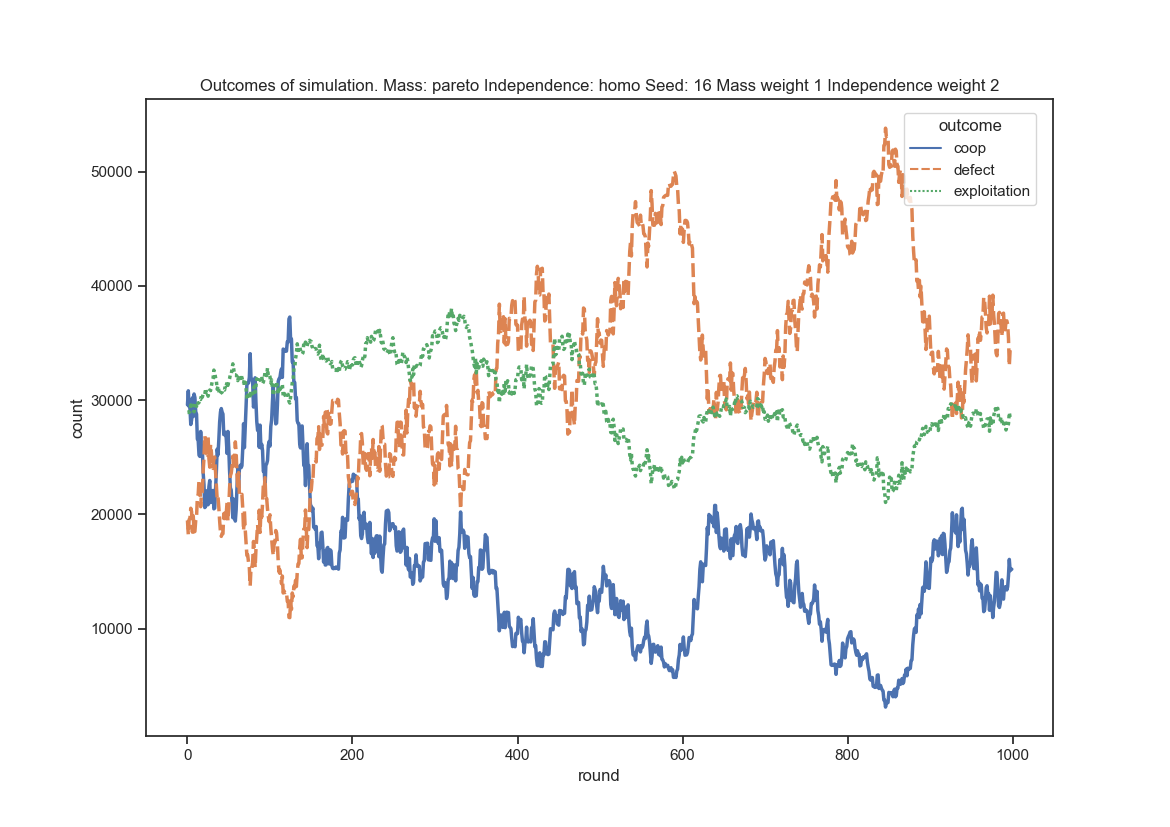 Outcomes of simulation. Mass: pareto Independence: homo Seed: 16 Mass weight 1 Independence weight 2
outcome
coop
defect
exploitation
50000
40000
30000
20000
10000
count
0 200 400 600 800 1000
round